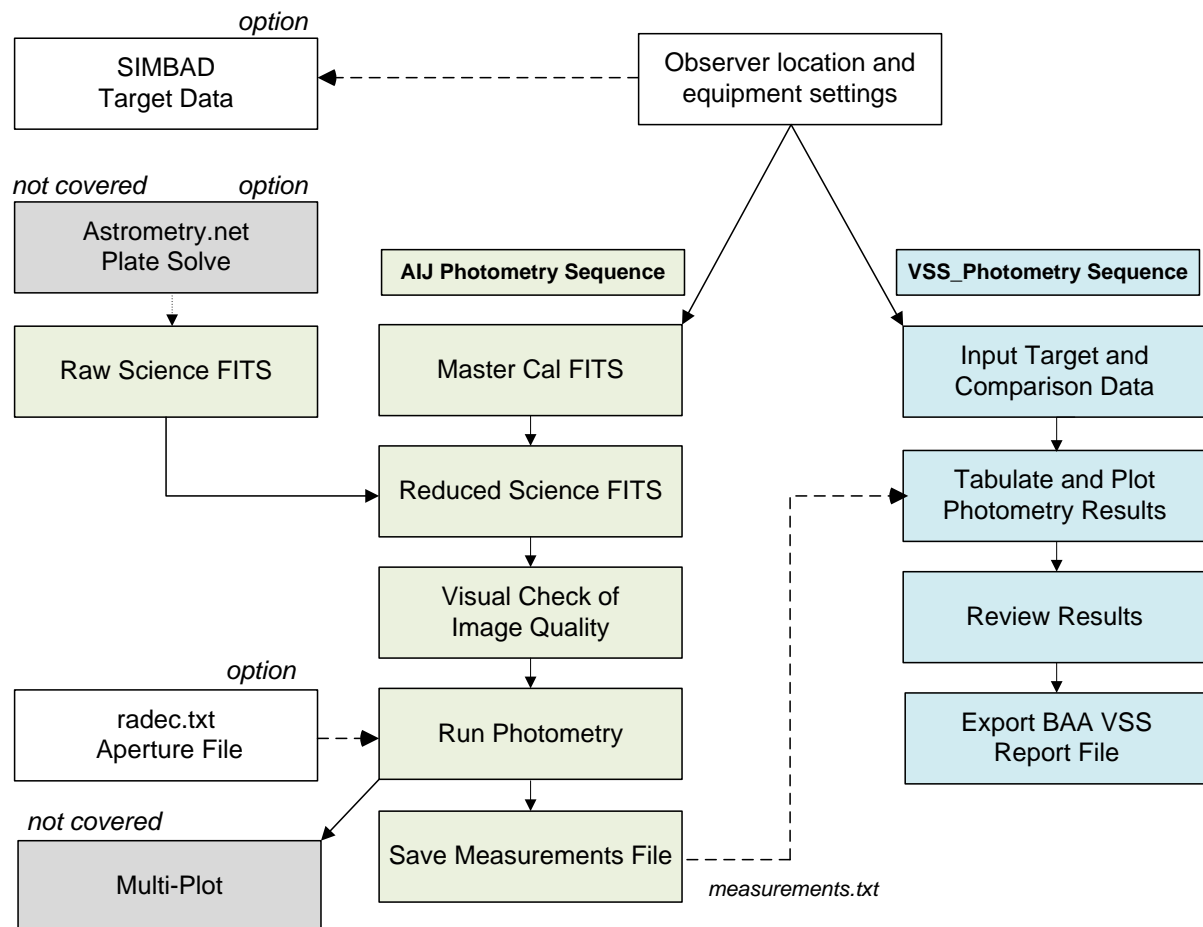 option
SIMBAD
Target Data
Observer location and
equipment settings
not covered
option
Astrometry.net
Plate Solve
AIJ Photometry Sequence
VSS_Photometry Sequence
Raw Science FITS
Master Cal FITS
Input Target and
Comparison Data
Reduced Science FITS
Tabulate and Plot
Photometry Results
Visual Check of
Image Quality
Review Results
option
radec.txt
Aperture File
Run Photometry
Export BAA VSS
Report File
not covered
Multi-Plot
Save Measurements File
measurements.txt